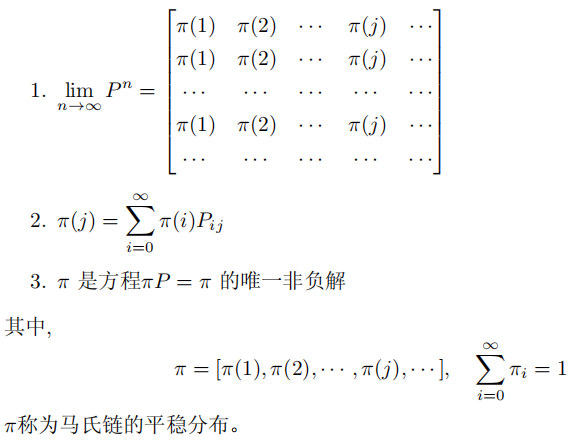 1. $\lim_{n \to \infty} P^n = \begin{bmatrix} \pi(1) & \pi(2) & \cdots & \pi(j) & \cdots \\ \pi(1) & \pi(2) & \cdots & \pi(j) & \cdots \\ \cdots & \cdots & \cdots & \cdots & \cdots \\ \pi(1) & \pi(2) & \cdots & \pi(j) & \cdots \\ \cdots & \cdots & \cdots & \cdots & \cdots \end{bmatrix}$
2. $\pi(j) = \sum_{i=0}^{\infty} \pi(i) P_{ij}$
3. π 是方程πP = π 的唯一非负解
其中,
$\pi = [\pi(1), \pi(2), \cdots, \pi(j), \cdots], \quad \sum_{i=0}^{\infty} \pi_i = 1$
π称为马氏链的平稳分布。